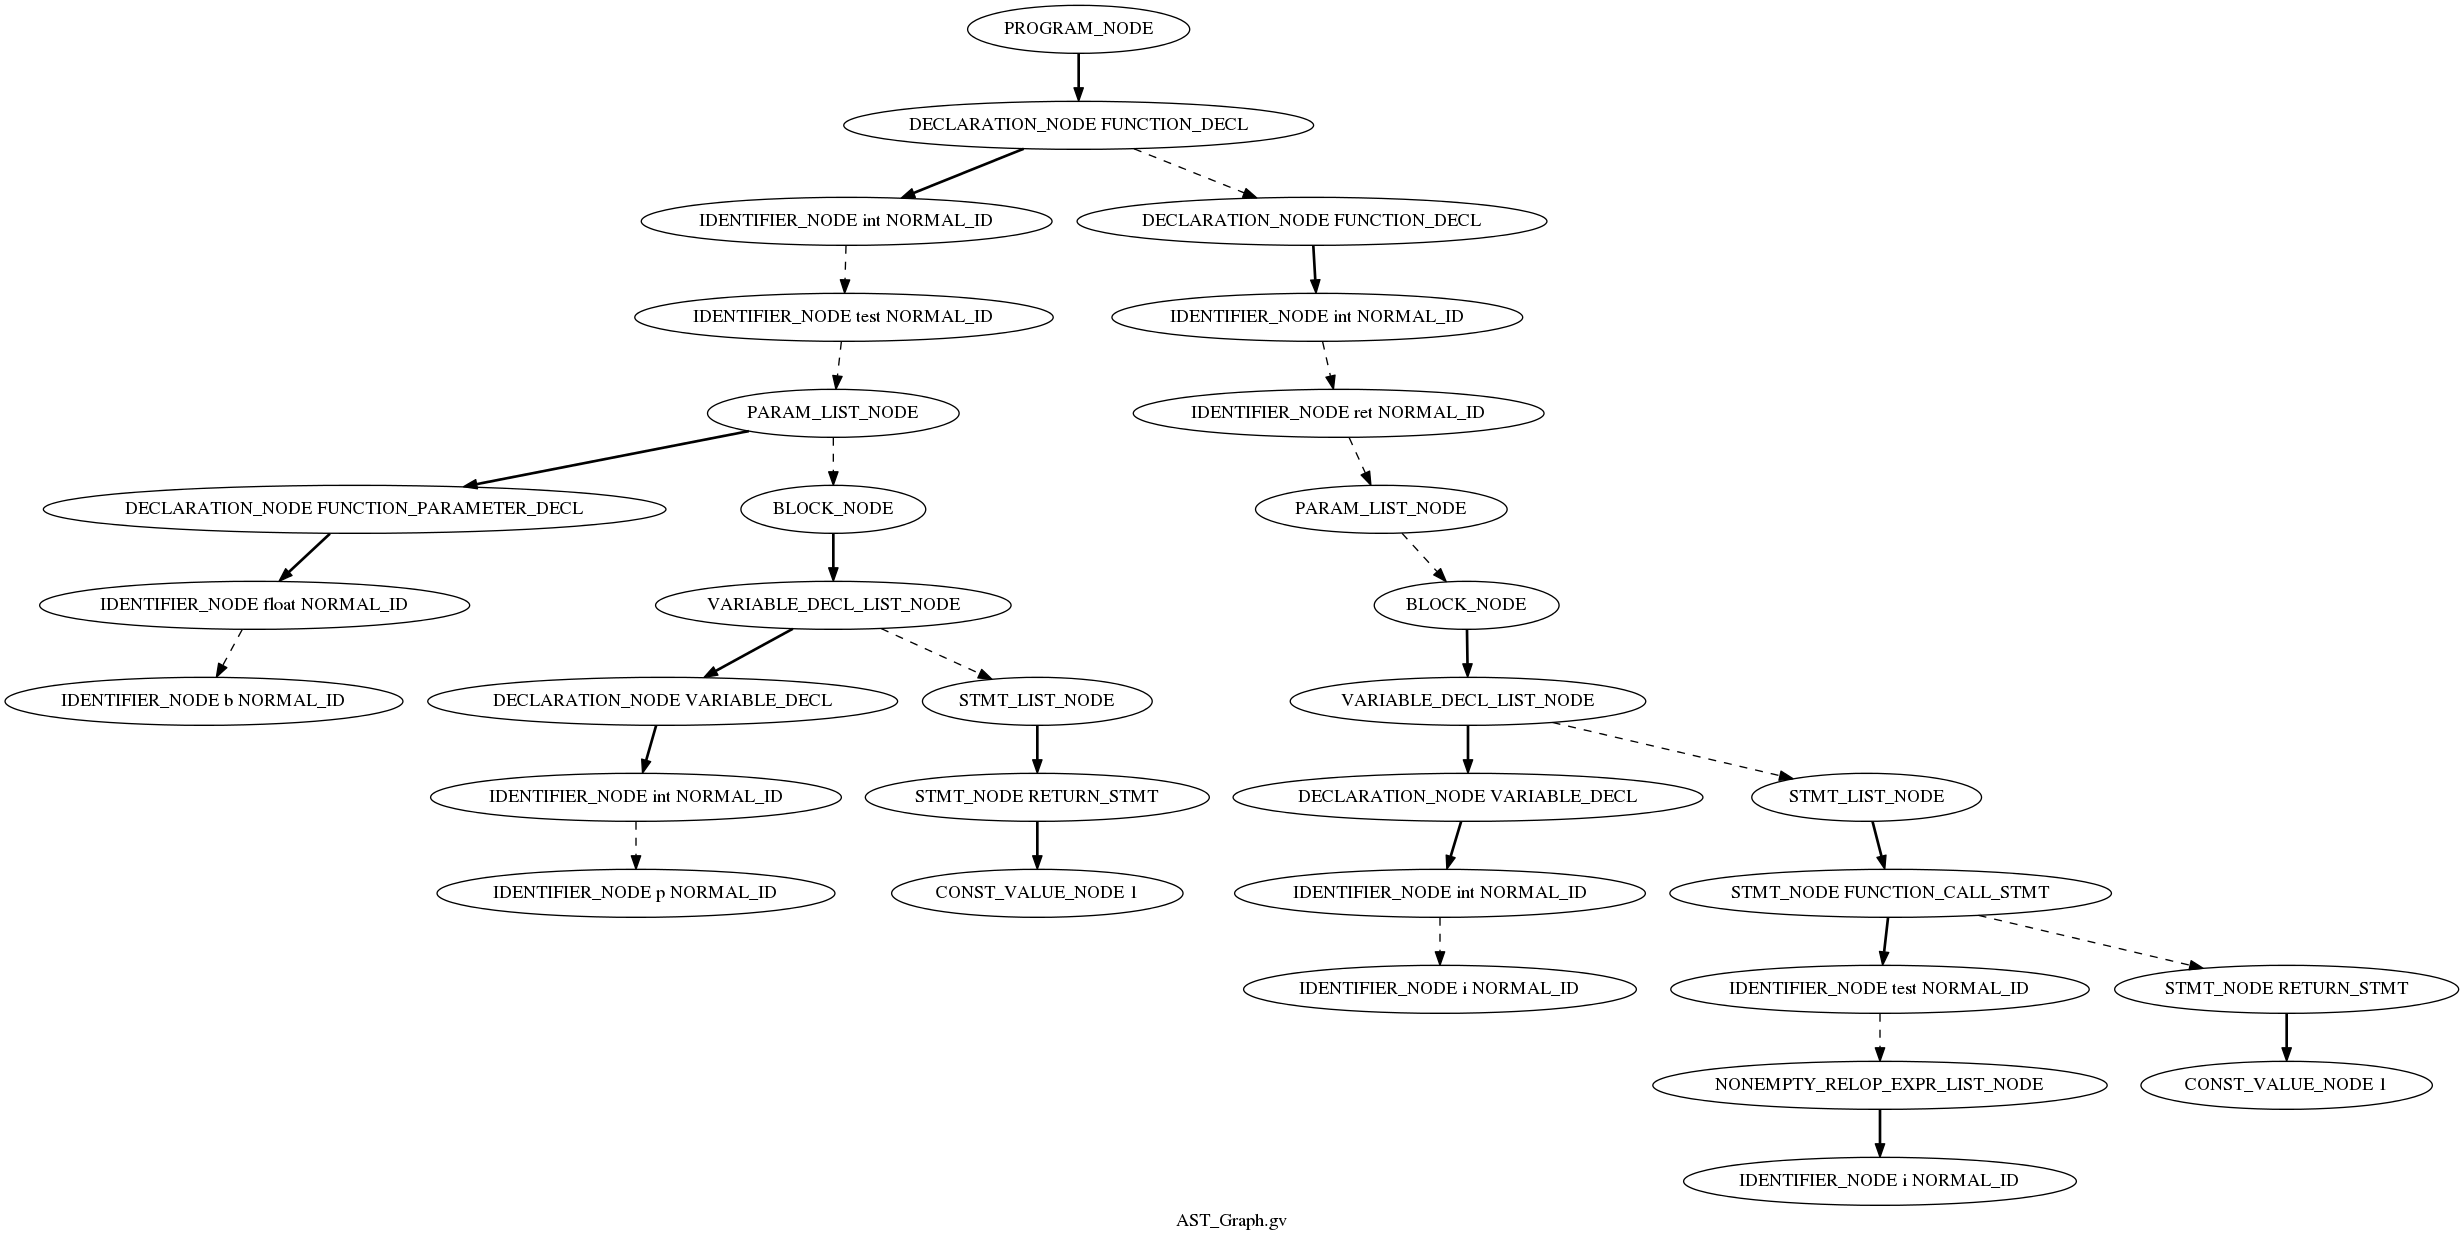 PROGRAM_NODE
DECLARATION_NODE FUNCTION_DECL
IDENTIFIER_NODE int NORMAL_ID
DECLARATION_NODE FUNCTION_DECL
IDENTIFIER_NODE test NORMAL_ID
IDENTIFIER_NODE int NORMAL_ID
PARAM_LIST_NODE
IDENTIFIER_NODE ret NORMAL_ID
DECLARATION_NODE FUNCTION_PARAMETER_DECL
BLOCK_NODE
PARAM_LIST_NODE
IDENTIFIER_NODE float NORMAL_ID
VARIABLE_DECL_LIST_NODE
BLOCK_NODE
IDENTIFIER_NODE b NORMAL_ID
DECLARATION_NODE VARIABLE_DECL
STMT_LIST_NODE
VARIABLE_DECL_LIST_NODE
IDENTIFIER_NODE int NORMAL_ID
STMT_NODE RETURN_STMT
DECLARATION_NODE VARIABLE_DECL
STMT_LIST_NODE
IDENTIFIER_NODE p NORMAL_ID
CONST_VALUE_NODE 1
IDENTIFIER_NODE int NORMAL_ID
STMT_NODE FUNCTION_CALL_STMT
IDENTIFIER_NODE i NORMAL_ID
IDENTIFIER_NODE test NORMAL_ID
STMT_NODE RETURN_STMT
NONEMPTY_RELOP_EXPR_LIST_NODE
CONST_VALUE_NODE 1
IDENTIFIER_NODE i NORMAL_ID
AST_Graph.gv